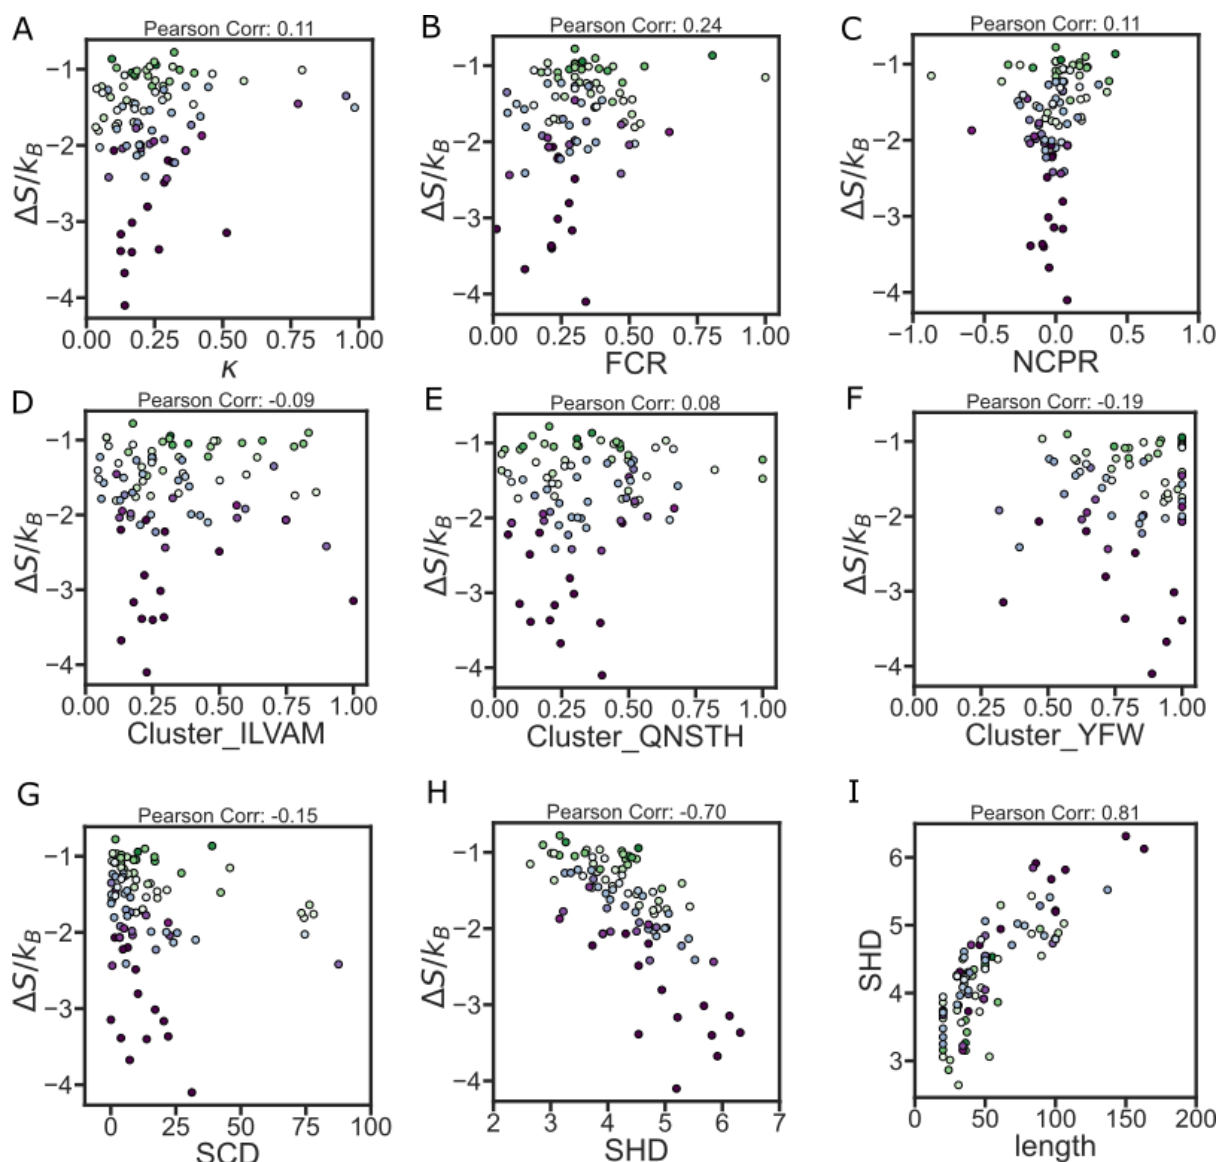 A
Pearson Corr: 0.11
ΔS/k_B
−1
−2
−3
−4
0.00 0.25 0.50 0.75 1.00
κ
B
Pearson Corr: 0.24
ΔS/k_B
−1
−2
−3
−4
0.00 0.25 0.50 0.75 1.00
FCR
C
Pearson Corr: 0.11
ΔS/k_B
−1
−2
−3
−4
−1.0 −0.5 0.0 0.5 1.0
NCPR
D
Pearson Corr: -0.09
ΔS/k_B
−1
−2
−3
−4
0.00 0.25 0.50 0.75 1.00
Cluster_ILVAM
E
Pearson Corr: 0.08
ΔS/k_B
−1
−2
−3
−4
0.00 0.25 0.50 0.75 1.00
Cluster_QNSTH
F
Pearson Corr: -0.19
ΔS/k_B
−1
−2
−3
−4
0.00 0.25 0.50 0.75 1.00
Cluster_YFW
G
Pearson Corr: -0.15
ΔS/k_B
−1
−2
−3
−4
0 25 50 75 100
SCD
H
Pearson Corr: -0.70
ΔS/k_B
−1
−2
−3
−4
2 3 4 5 6 7
SHD
I
Pearson Corr: 0.81
SHD
6
5
4
3
0 50 100 150 200
length